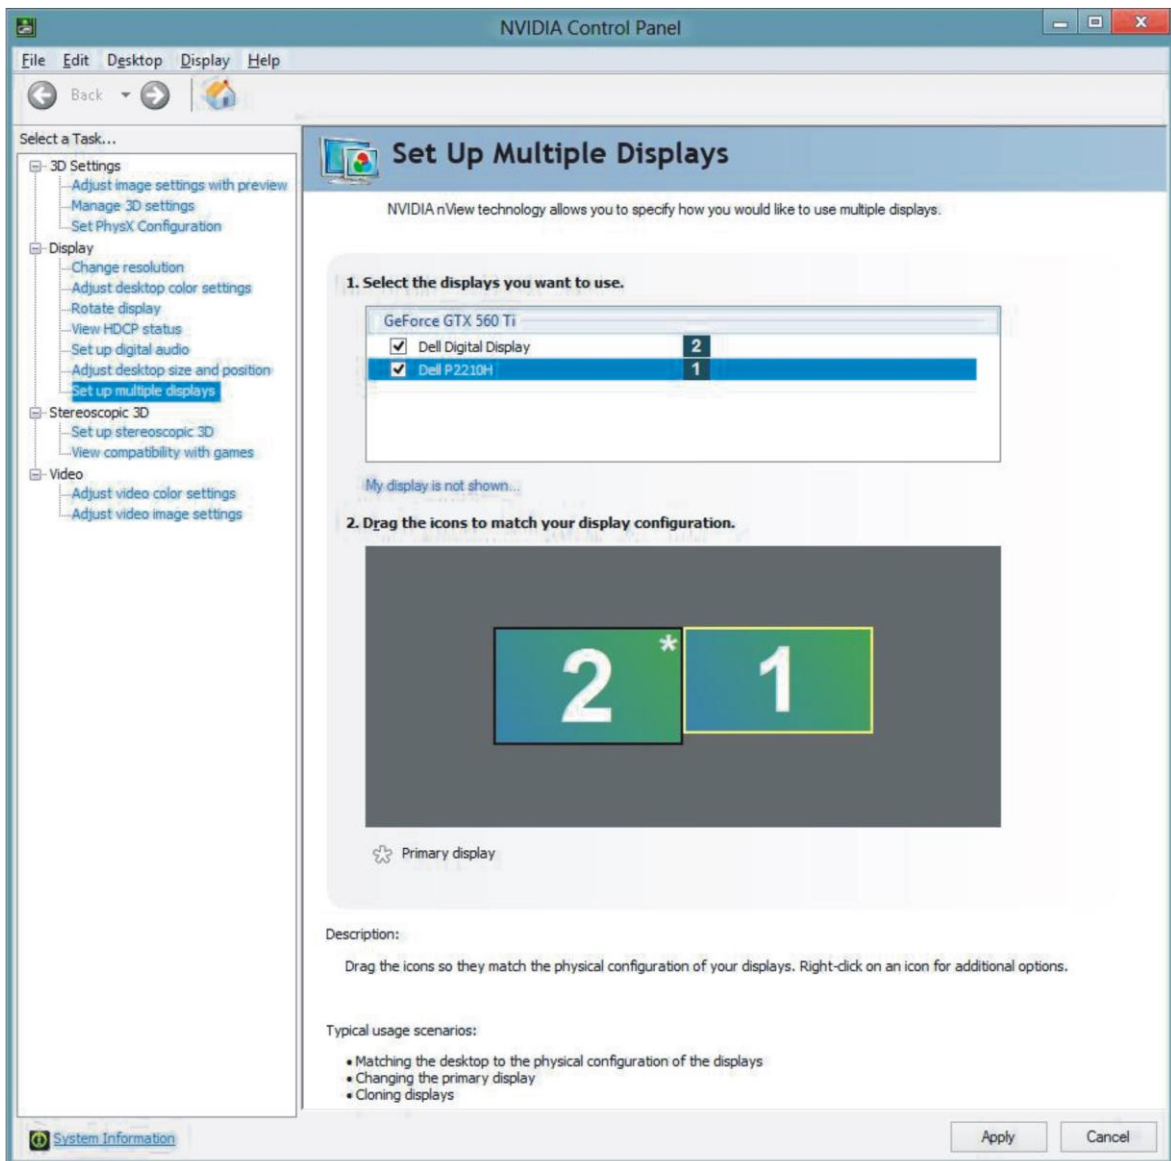 NVIDIA Control Panel
File Edit Desktop Display Help
Back
Select a Task...
3D Settings
Adjust image settings with preview
Manage 3D settings
Set PhysX Configuration
Display
Change resolution
Adjust desktop color settings
Rotate display
View HDCP status
Set up digital audio
Adjust desktop size and position
Set up multiple displays
Stereoscopic 3D
Set up stereoscopic 3D
View compatibility with games
Video
Adjust video color settings
Adjust video image settings
System Information
Set Up Multiple Displays
NVIDIA nView technology allows you to specify how you would like to use multiple displays.
1. Select the displays you want to use.
GeForce GTX 560 Ti
Dell Digital Display 2
Dell P2210H 1
My display is not shown...
2. Drag the icons to match your display configuration.
2 * 1
Primary display
Description:
Drag the icons so they match the physical configuration of your displays. Right-click on an icon for additional options.
Typical usage scenarios:
• Matching the desktop to the physical configuration of the displays
• Changing the primary display
• Cloning displays
Apply Cancel